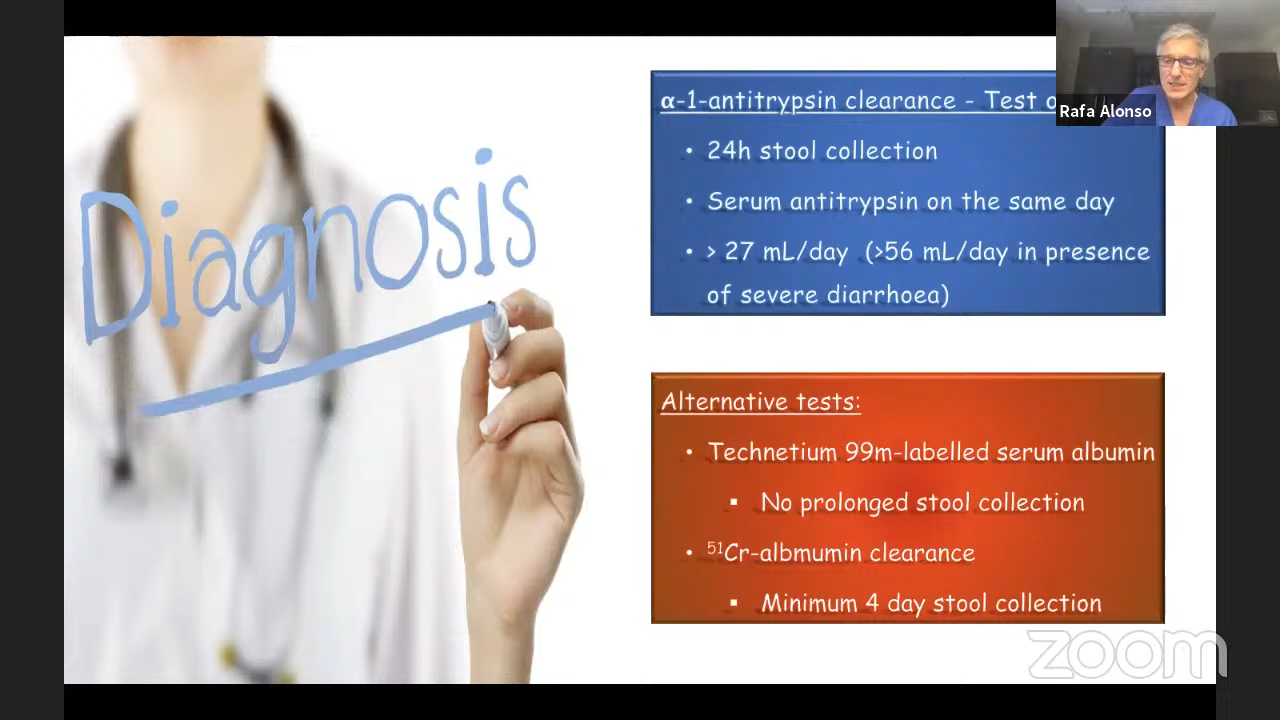 Diagnosis
α-1-antitrypsin clearance - Test
Rafa Alonso
• 24h stool collection
• Serum antitrypsin on the same day
• > 27 mL/day (>56 mL/day in presence
of severe diarrhoea)
Alternative tests:
• Technetium 99m-labelled serum albumin
▪ No prolonged stool collection
• ⁵¹Cr-albmumin clearance
▪ Minimum 4 day stool collection
zoom